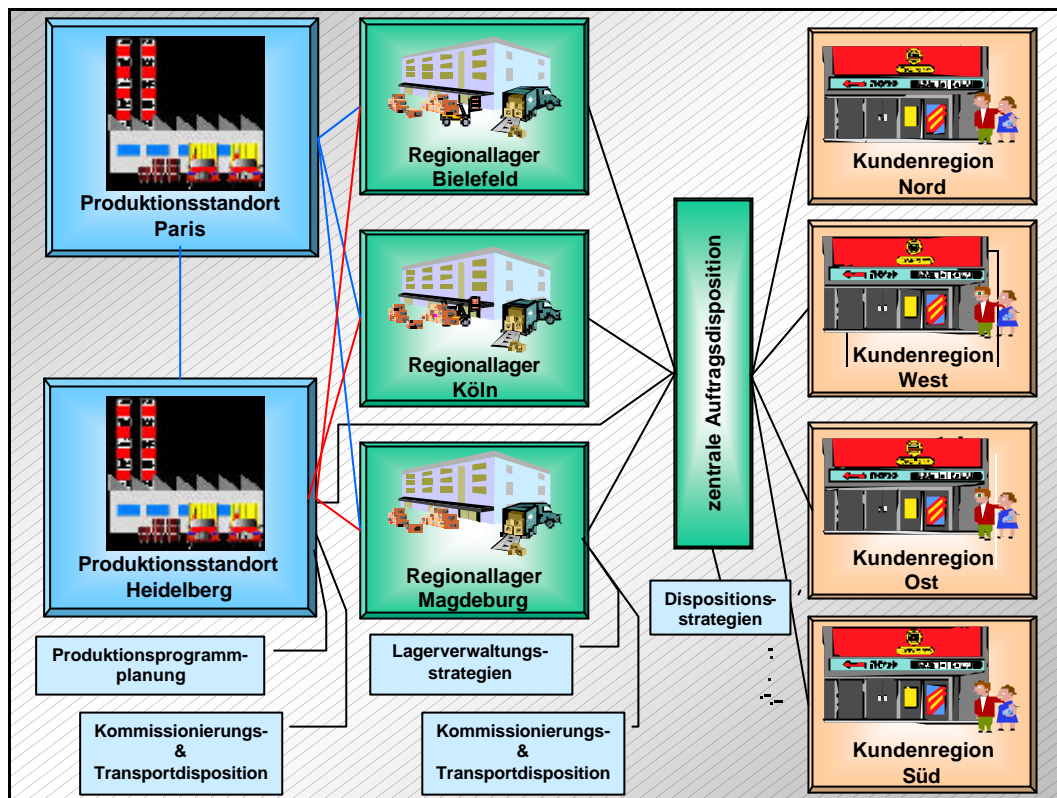 Produktionsstandort
Paris
Produktionsstandort
Heidelberg
Produktionsprogramm-
planung
Kommissionierungs-
&
Transportdisposition
Regionallager
Bielefeld
Regionallager
Köln
Regionallager
Magdeburg
Lagerverwaltungs-
strategien
Kommissionierungs-
&
Transportdisposition
zentrale Auftragsdisposition
Dispositions-
strategien
Kundenregion
Nord
Kundenregion
West
Kundenregion
Ost
Kundenregion
Süd